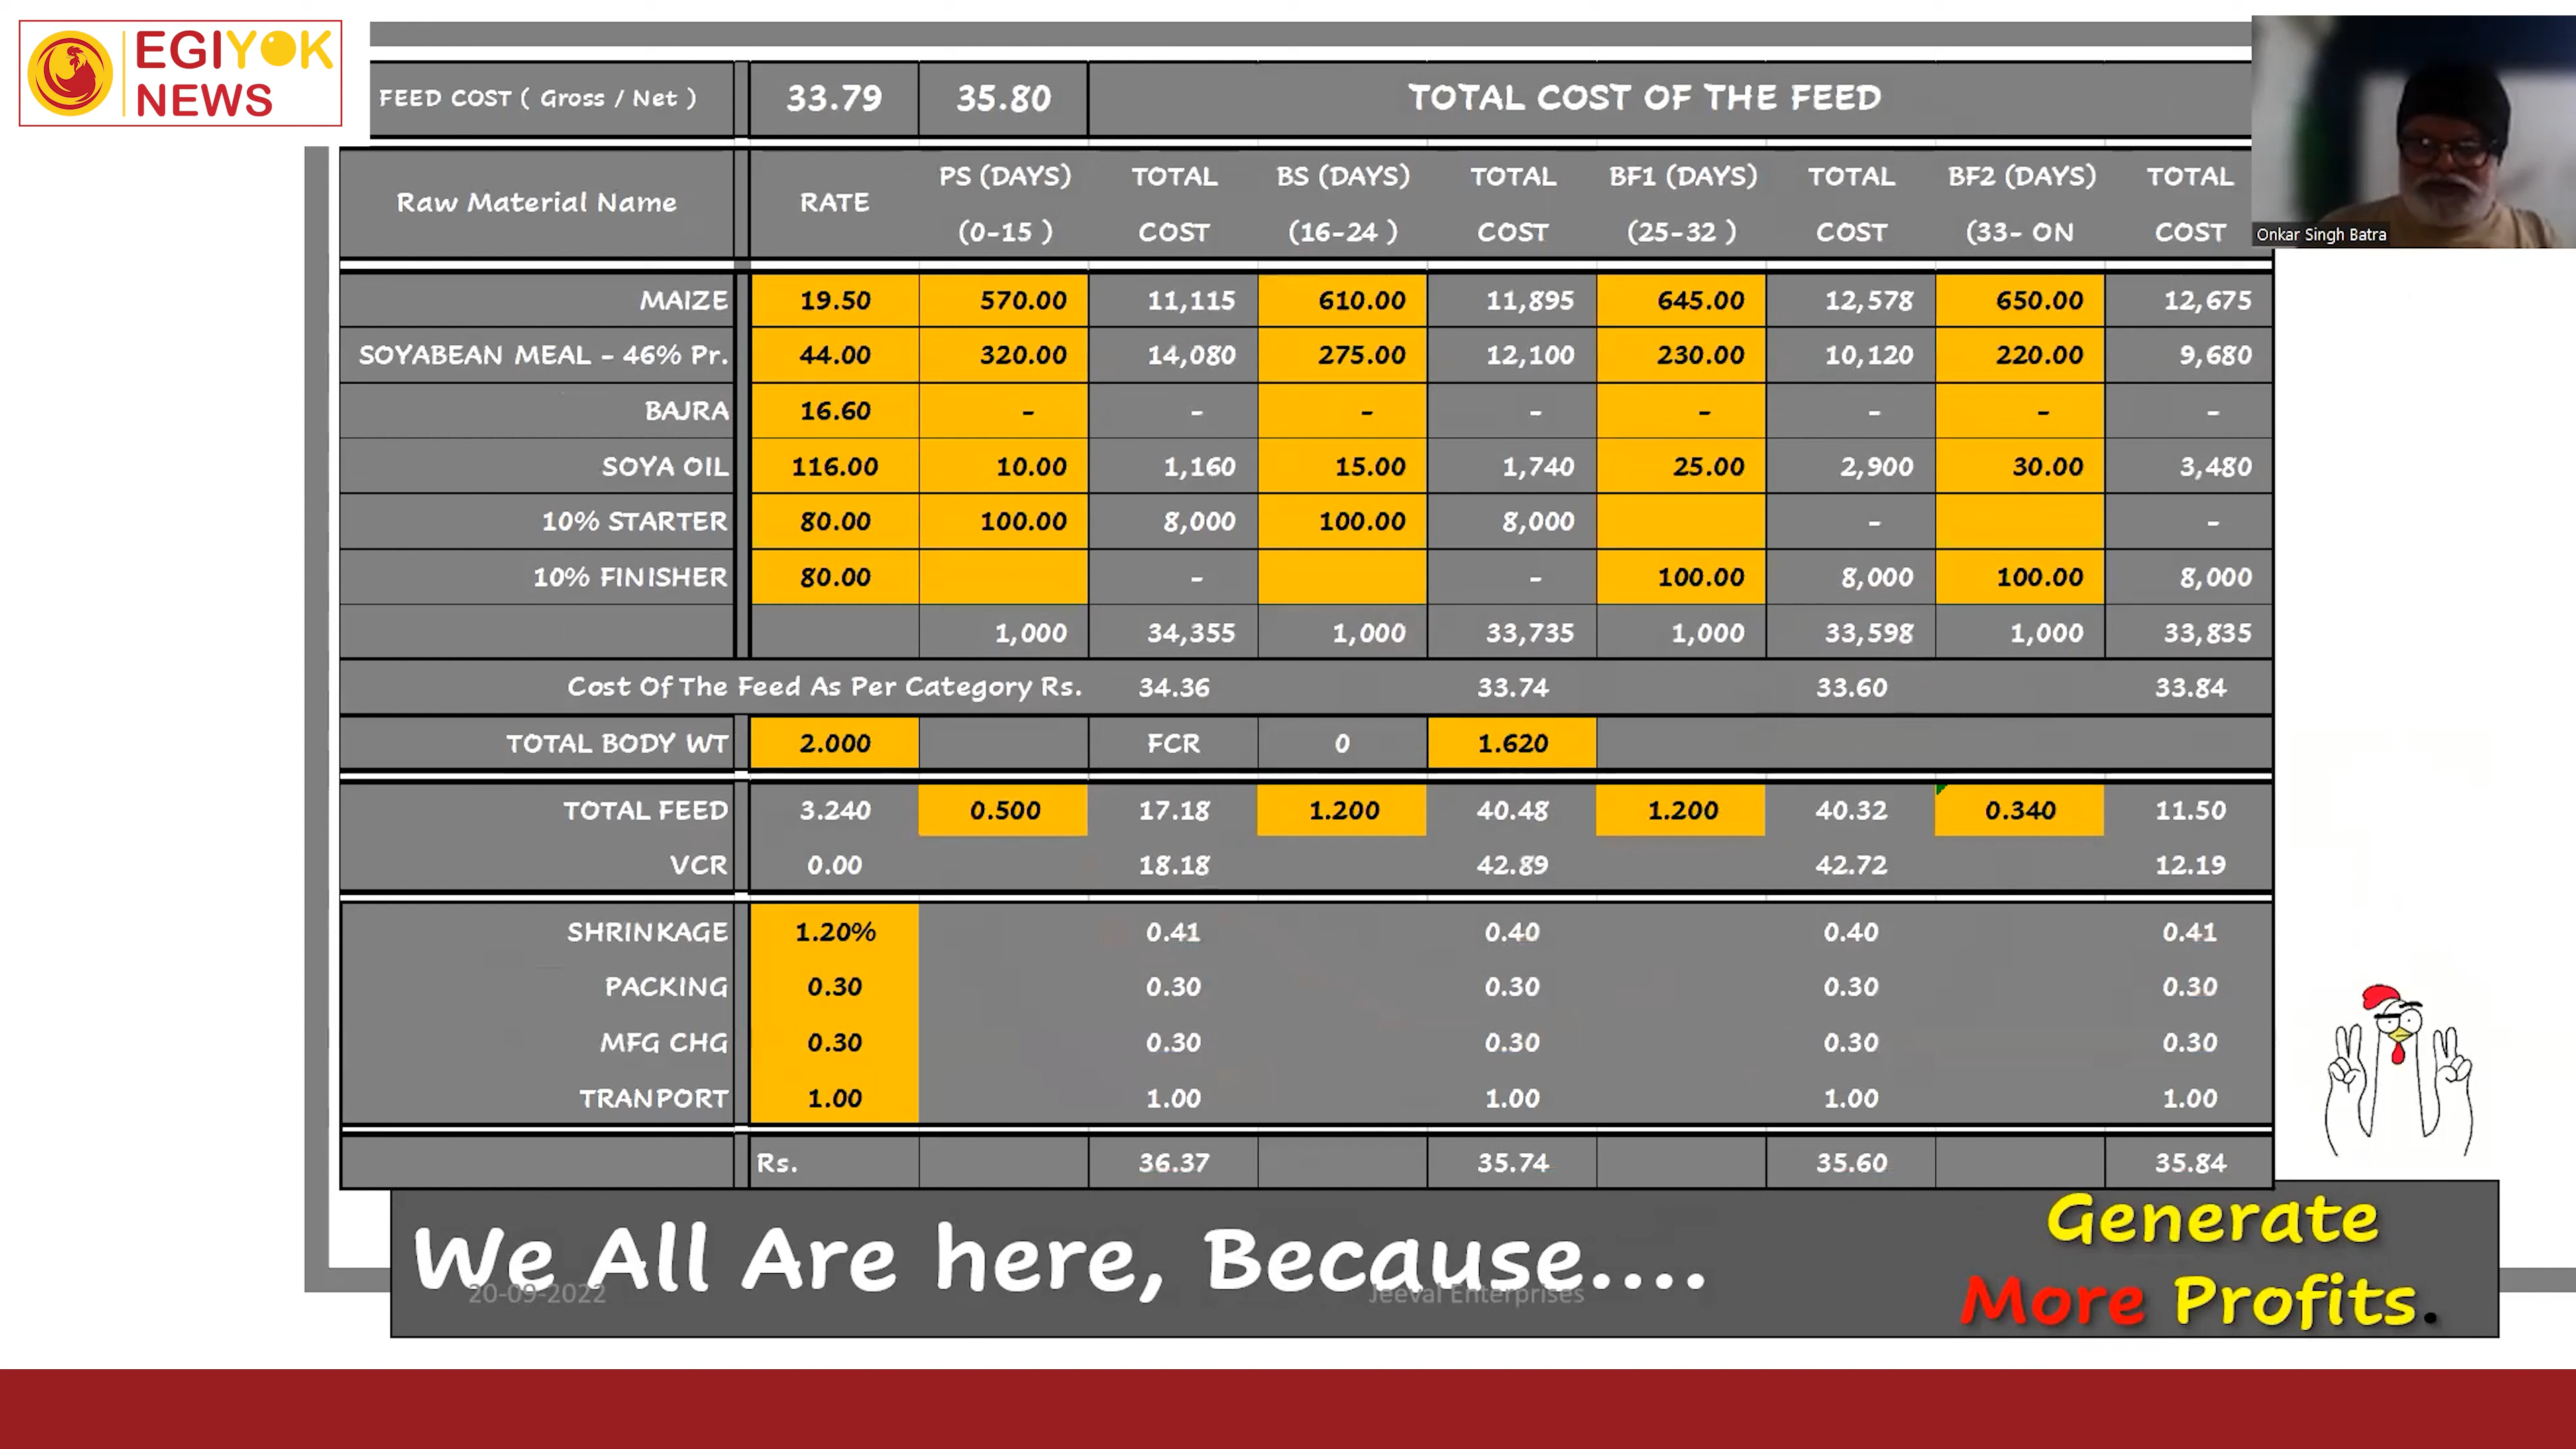 EGIYOK
NEWS
FEED COST ( Gross / Net ) 33.79 35.80 TOTAL COST OF THE FEED
Raw Material Name RATE PS (DAYS) (0-15 ) TOTAL COST BS (DAYS) (16-24 ) TOTAL COST BF1 (DAYS) (25-32 ) TOTAL COST BF2 (DAYS) (33- ON TOTAL COST
Onkar Singh Batra
MAIZE 19.50 570.00 11,115 610.00 11,895 645.00 12,578 650.00 12,675
SOYABEAN MEAL - 46% Pr. 44.00 320.00 14,080 275.00 12,100 230.00 10,120 220.00 9,680
BAJRA 16.60 - - - - - - - -
SOYA OIL 116.00 10.00 1,160 15.00 1,740 25.00 2,900 30.00 3,480
10% STARTER 80.00 100.00 8,000 100.00 8,000 - -
10% FINISHER 80.00 - - 100.00 8,000 100.00 8,000
1,000 34,355 1,000 33,735 1,000 33,598 1,000 33,835
Cost Of The Feed As Per Category Rs. 34.36 33.74 33.60 33.84
TOTAL BODY WT 2.000 FCR 0 1.620
TOTAL FEED 3.240 0.500 17.18 1.200 40.48 1.200 40.32 0.340 11.50
VCR 0.00 18.18 42.89 42.72 12.19
SHRINKAGE 1.20% 0.41 0.40 0.40 0.41
PACKING 0.30 0.30 0.30 0.30 0.30
MFG CHG 0.30 0.30 0.30 0.30 0.30
TRANPORT 1.00 1.00 1.00 1.00 1.00
Rs. 36.37 35.74 35.60 35.84
We All Are here, Because....
Generate
More Profits.
20-09-2022 Jeeval Enterprises